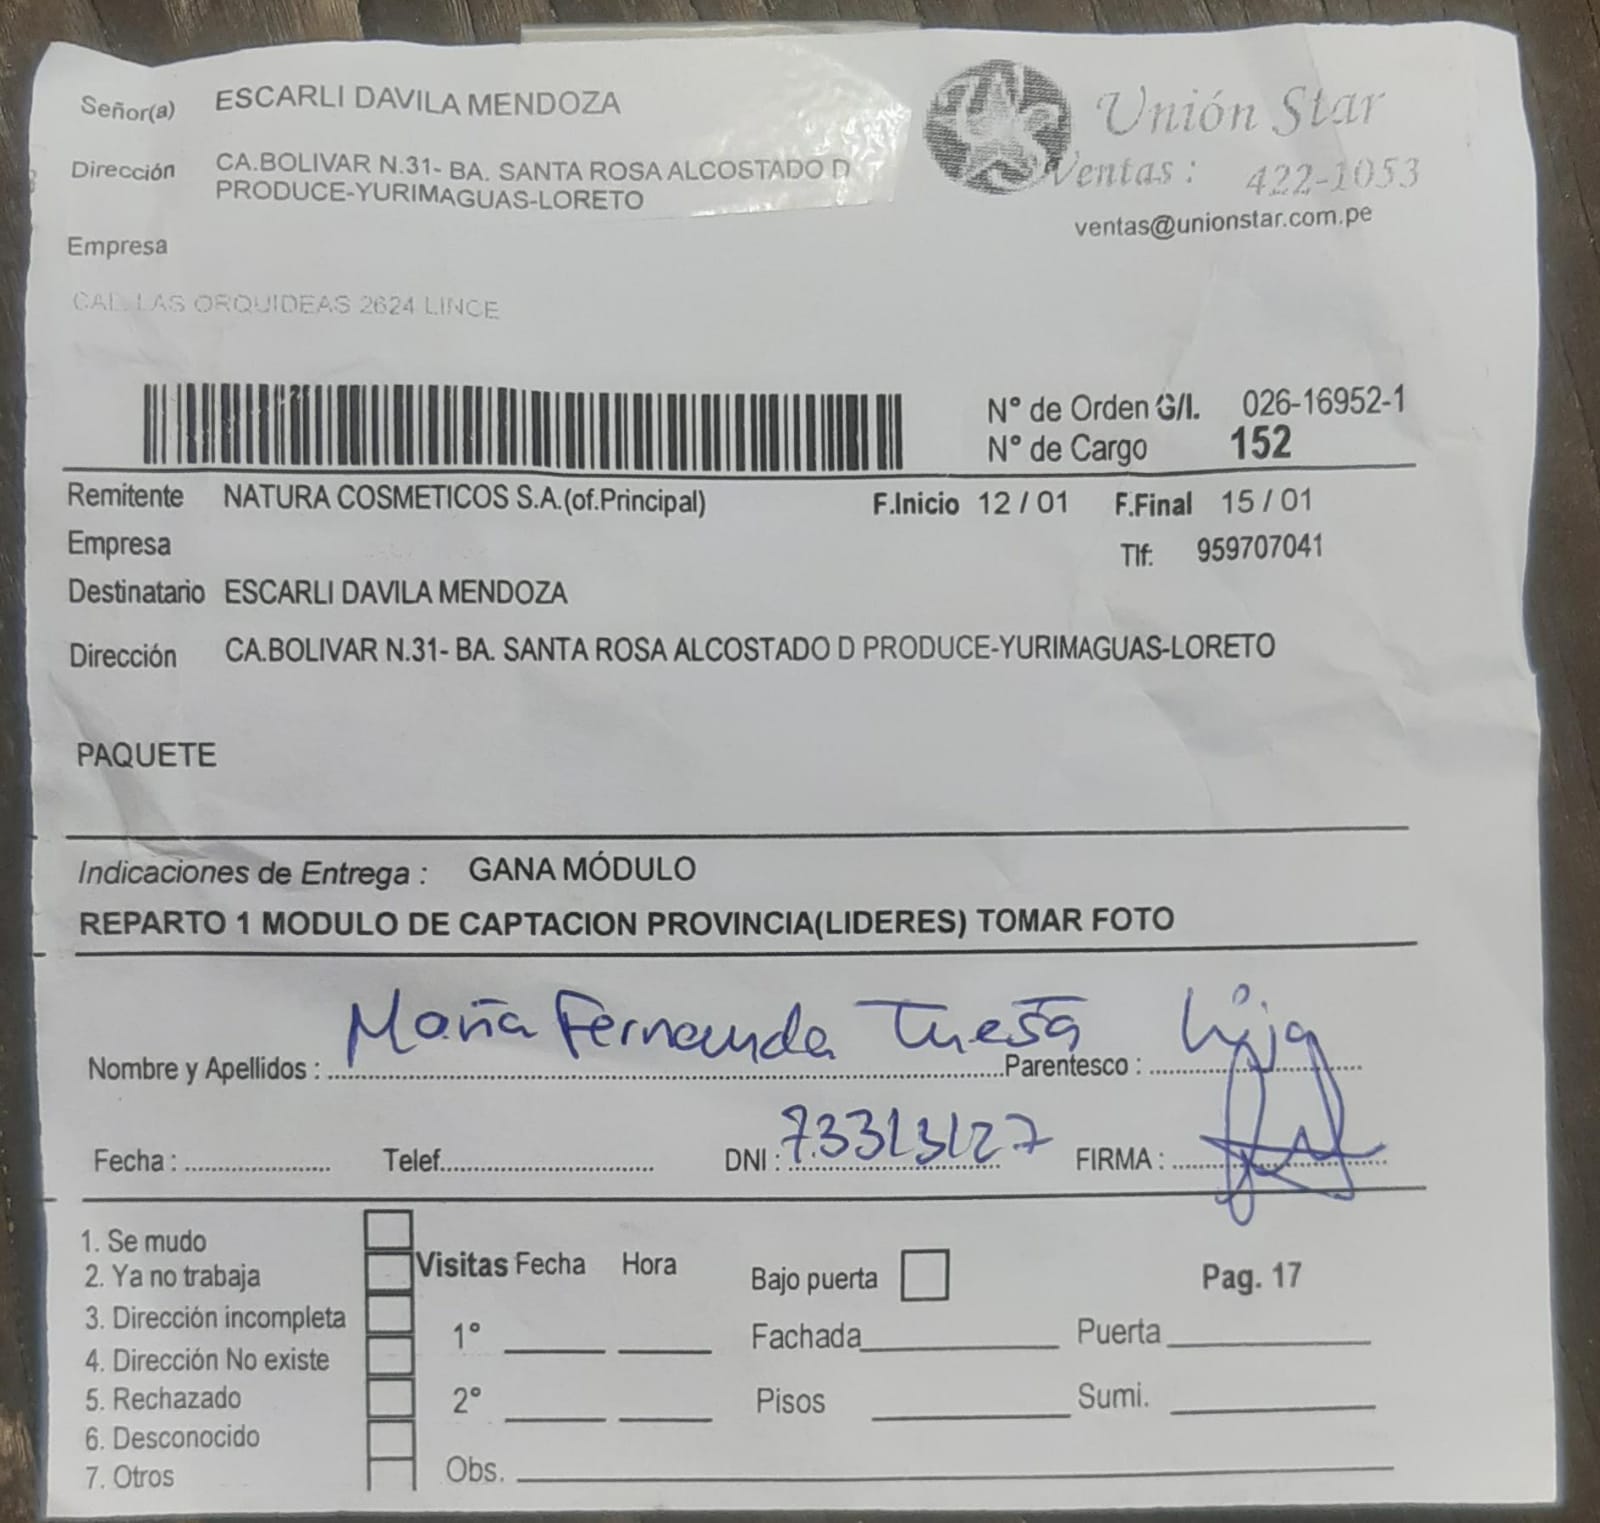 Señor(a) ESCARLI DAVILA MENDOZA
Unión Star
Dirección CA.BOLIVAR N.31- BA. SANTA ROSA ALCOSTADO D
PRODUCE-YURIMAGUAS-LORETO
Ventas : 422-1053
ventas@unionstar.com.pe
Empresa
CAL. LAS ORQUIDEAS 2624 LINCE
N° de Orden G/I. 026-16952-1
N° de Cargo 152
Remitente NATURA COSMETICOS S.A.(of.Principal) F.Inicio 12 / 01 F.Final 15 / 01
Empresa Tlf: 959707041
Destinatario ESCARLI DAVILA MENDOZA
Dirección CA.BOLIVAR N.31- BA. SANTA ROSA ALCOSTADO D PRODUCE-YURIMAGUAS-LORETO
PAQUETE
Indicaciones de Entrega : GANA MÓDULO
REPARTO 1 MODULO DE CAPTACION PROVINCIA(LIDERES) TOMAR FOTO
Nombre y Apellidos : María Fernanda Tuesta Parentesco : hija
Fecha : Telef. DNI : 73313127 FIRMA :
1. Se mudo
2. Ya no trabaja
3. Dirección incompleta
4. Dirección No existe
5. Rechazado
6. Desconocido
7. Otros
Visitas Fecha Hora
1°
2°
Obs.
Bajo puerta
Pag. 17
Fachada Puerta
Pisos Sumi.